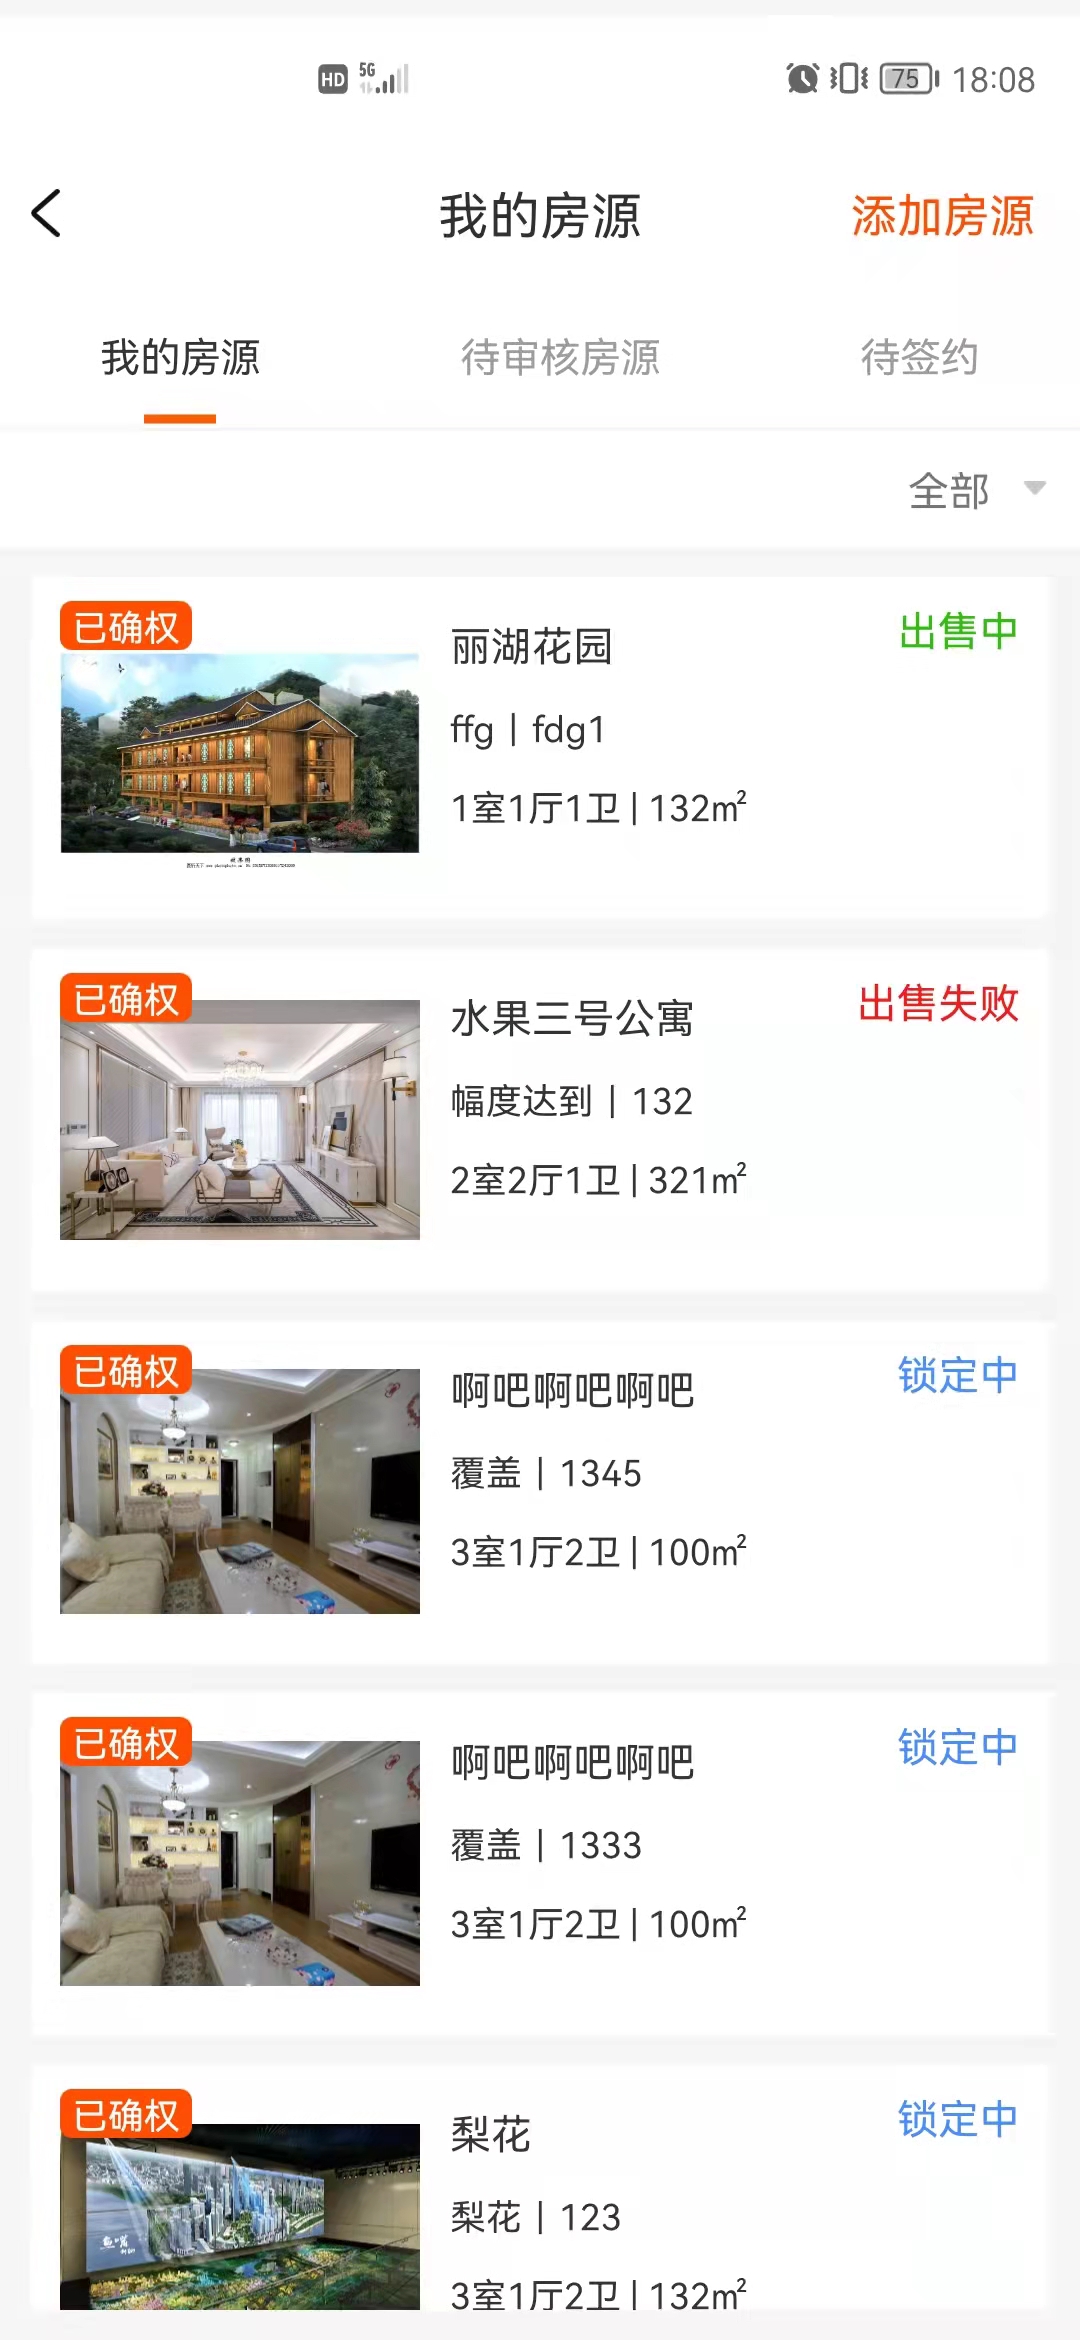 HD 5G 75 18:08
我的房源 添加房源
我的房源 待审核房源 待签约
全部
已确权
丽湖花园 出售中
ffg | fdg1
1室1厅1卫 | 132㎡
效果图
已确权
水果三号公寓 出售失败
幅度达到 | 132
2室2厅1卫 | 321㎡
已确权
啊吧啊吧啊吧 锁定中
覆盖 | 1345
3室1厅2卫 | 100㎡
已确权
啊吧啊吧啊吧 锁定中
覆盖 | 1333
3室1厅2卫 | 100㎡
已确权
梨花 锁定中
梨花 | 123
3室1厅2卫 | 132㎡